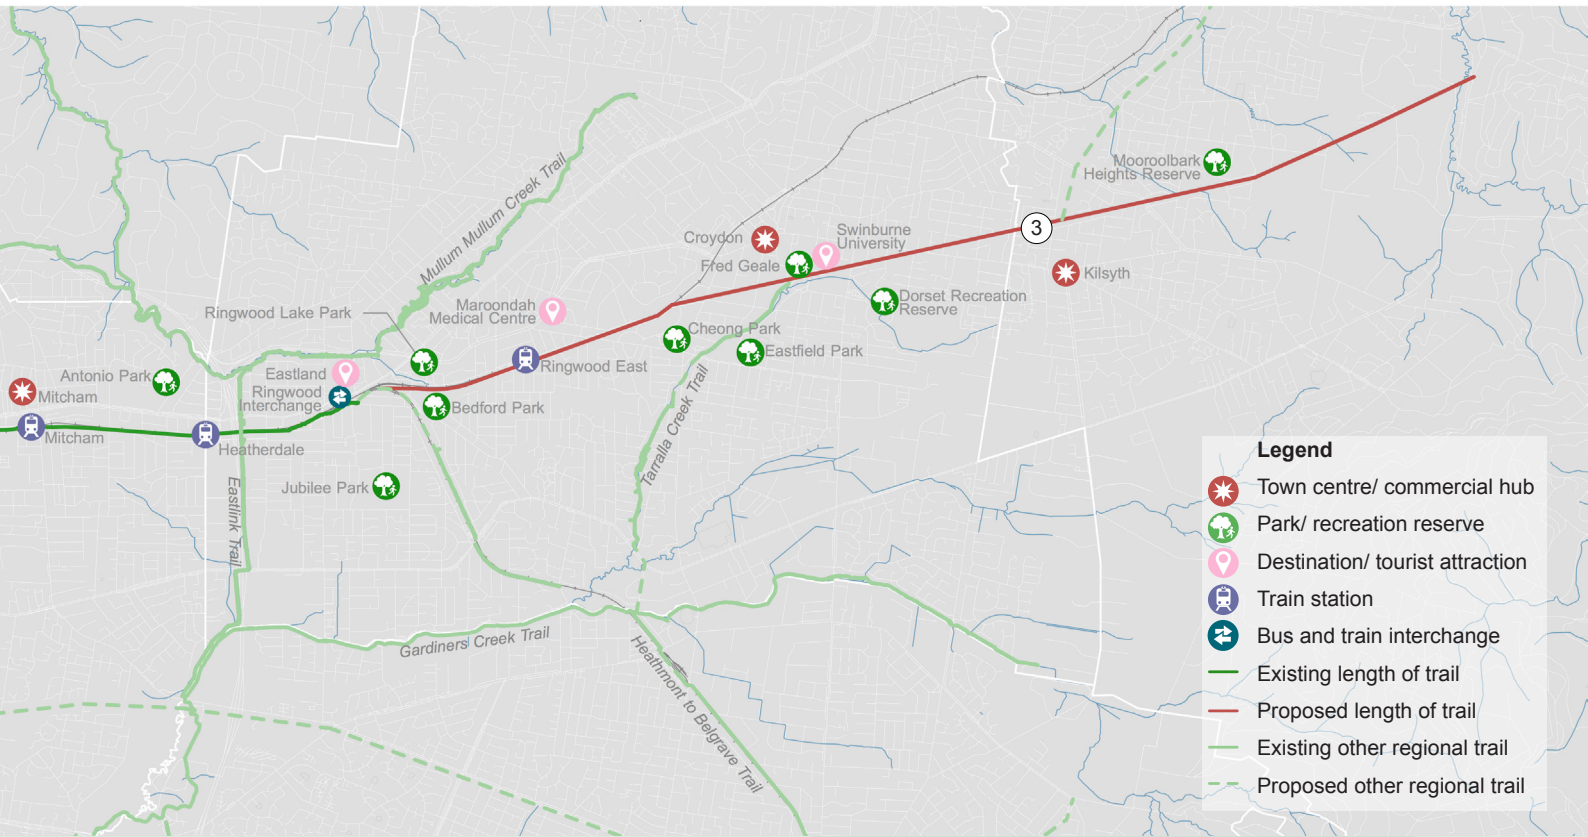 Mullum Mullum Creek Trail
Mooroolbark
Heights Reserve
3
Croydon
Swinburne
University
Fred Geale
Kilsyth
Dorset Recreation
Reserve
Maroondah
Medical Centre
Ringwood Lake Park
Cheong Park
Eastfield Park
Ringwood East
Antonio Park
Mitcham
Eastland
Ringwood
Interchange
Bedford Park
Mitcham
Heatherdale
Tarralla Creek Trail
Jubilee Park
Eastlink Trail
Gardiners Creek Trail
Heathmont to Belgrave Trail
Legend
Town centre/ commercial hub
Park/ recreation reserve
Destination/ tourist attraction
Train station
Bus and train interchange
Existing length of trail
Proposed length of trail
Existing other regional trail
Proposed other regional trail